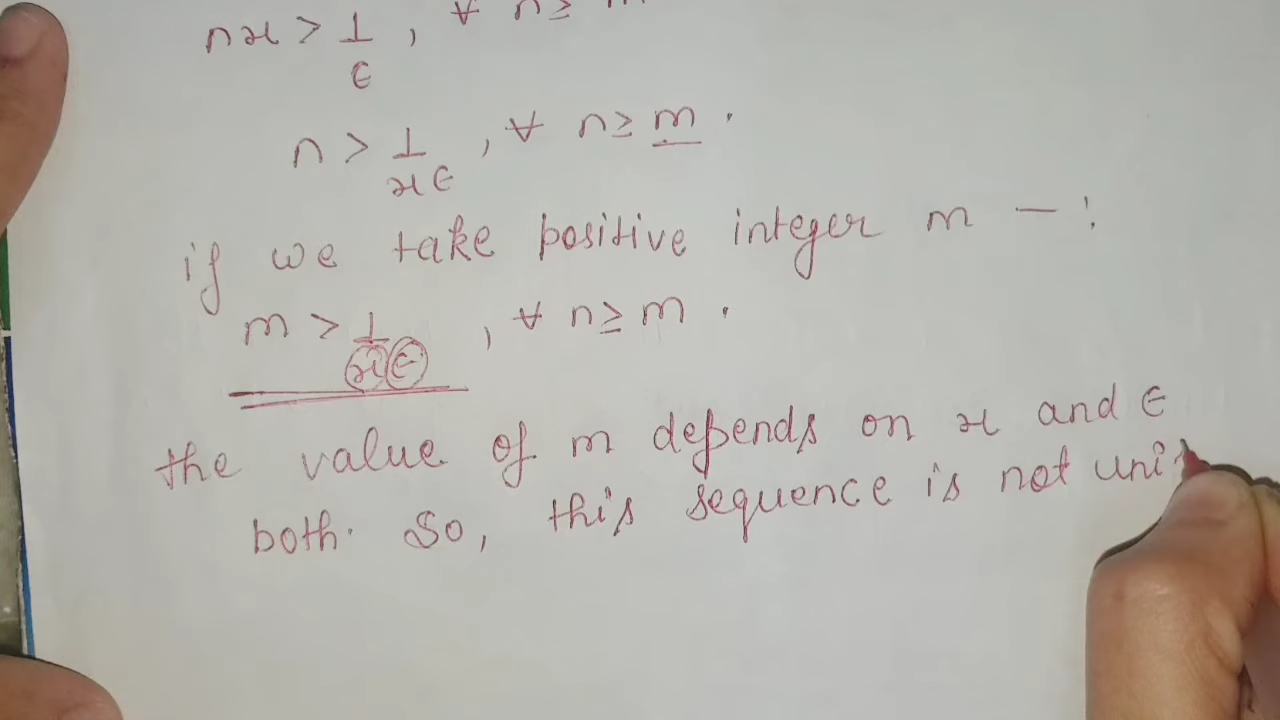 nx > 1/ε , ∀ n ≥ m
n > 1/xε , ∀ n ≥ m .
if we take positive integer m – :
m > 1/xε , ∀ n ≥ m .
the value of m depends on x and ε
both. So, this sequence is not uni